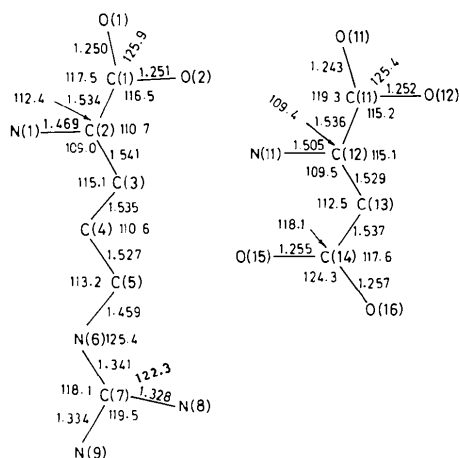 O(1)
1.250
125.9
117.5 C(1) 1.251 O(2)
112.4
1.534
116.5
N(1) 1.469 C(2) 110.7
109.0
1.541
115.1 C(3)
1.535
C(4) 110.6
1.527
113.2 C(5)
1.459
N(6) 125.4
1.341
122.3
118.1 C(7) 1.328 N(8)
119.5
1.334
N(9)
O(11)
1.243
125.4
119.3 C(11) 1.252 O(12)
109.4
1.536
115.2
N(11) 1.505 C(12) 115.1
109.5
1.529
112.5 C(13)
118.1
1.537
O(15) 1.255 C(14) 117.6
124.3
1.257
O(16)